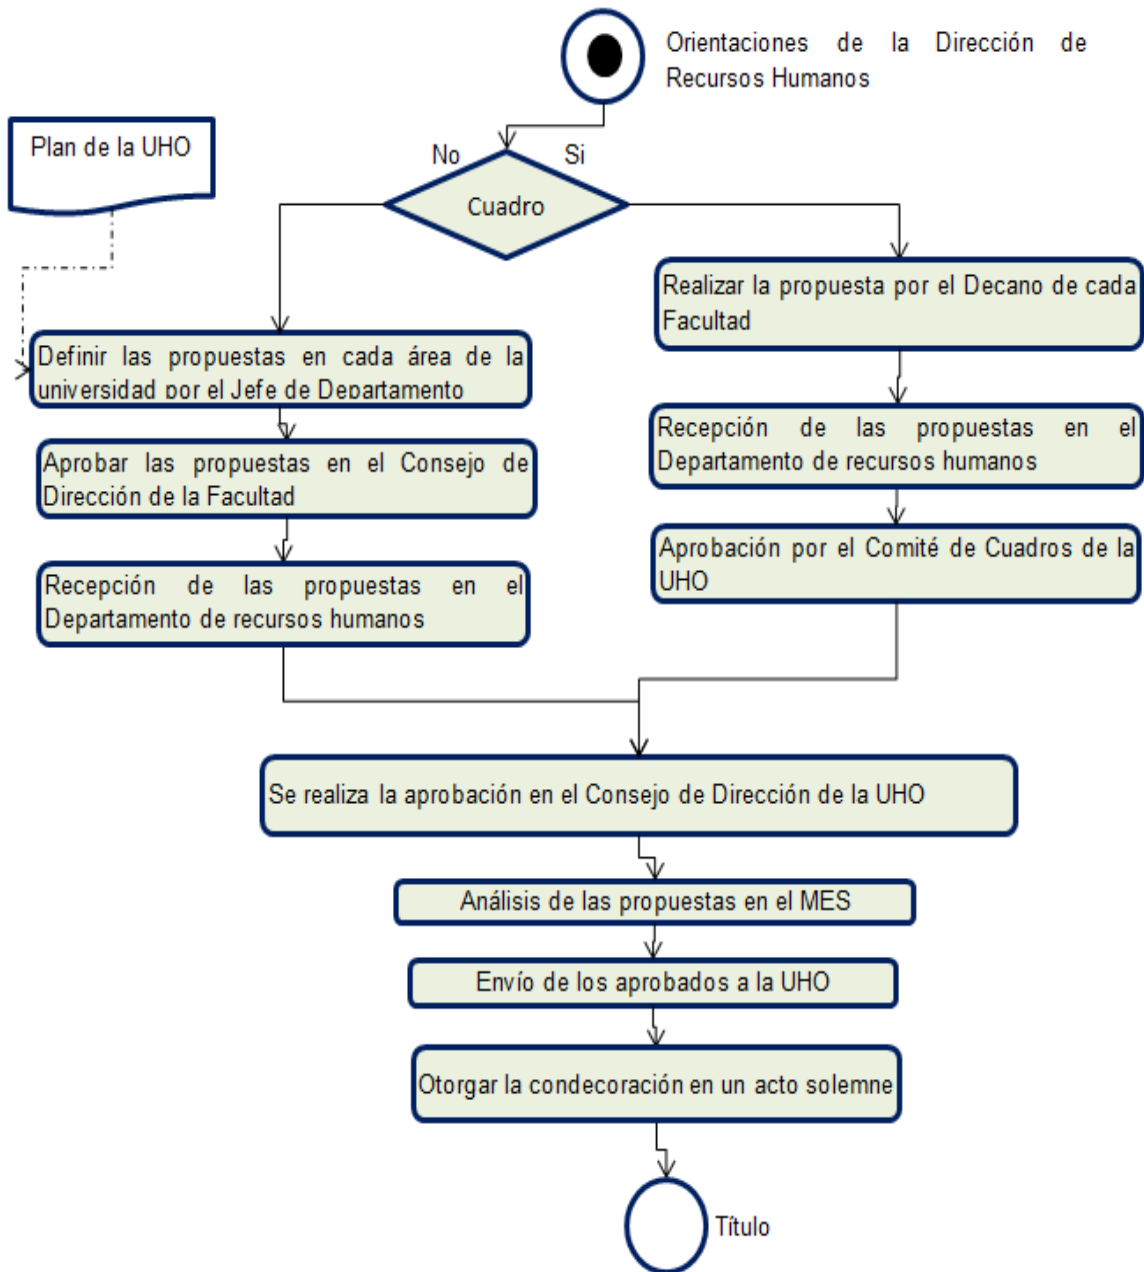 Orientaciones de la Dirección de
Recursos Humanos
Plan de la UHO
No
Si
Cuadro
Realizar la propuesta por el Decano de cada
Facultad
Definir las propuestas en cada área de la
universidad por el Jefe de Departamento
Recepción de las propuestas en el
Departamento de recursos humanos
Aprobar las propuestas en el Consejo de
Dirección de la Facultad
Aprobación por el Comité de Cuadros de la
UHO
Recepción de las propuestas en el
Departamento de recursos humanos
Se realiza la aprobación en el Consejo de Dirección de la UHO
Análisis de las propuestas en el MES
Envío de los aprobados a la UHO
Otorgar la condecoración en un acto solemne
Título